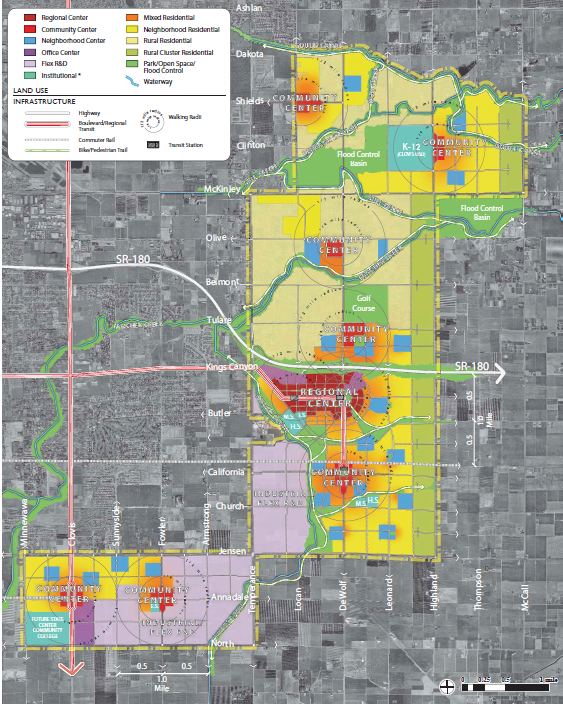 Regional Center
Community Center
Neighborhood Center
Office Center
Flex R&D
Institutional *
Mixed Residential
Neighborhood Residential
Rural Residential
Rural Cluster Residential
Park/Open Space/
Flood Control
Waterway
LAND USE
INFRASTRUCTURE
Highway
Boulevard/Regional
Transit
Commuter Rail
Bike/Pedestrian Trail
Walking Radii
Transit Station
Ashlan
Dakota
Shields
Clinton
McKinley
Olive
Belmont
Tulare
Kings Canyon
Butler
California
Church
Jensen
Annadale
North
COMMUNITY
CENTER
K-12
COMMUNITY
CENTER
Flood Control
Basin
Flood Control
Basin
COMMUNITY
CENTER
SR-180
Golf
Course
FANCHER CREEK
COMMUNITY
CENTER
SR-180
REGIONAL
CENTER
M.S.
E.S.
H.S.
0.5
1.0
Mile
0.5
COMMUNITY
CENTER
INDUSTRIAL
FLEX R&D
M.S.
H.S.
Minnewawa
Clovis
Sunnyside
Fowler
Armstrong
Temperance
Locan
DeWolf
Leonard
Highland
Thompson
McCall
COMMUNITY
CENTER
COMMUNITY
CENTER
E.S.
FUTURE STATE
CENTER
COMMUNITY
COLLEGE
INDUSTRIAL
FLEX R&D
0.5 0.5
1.0
Mile
0 0.25 0.5 1 mile